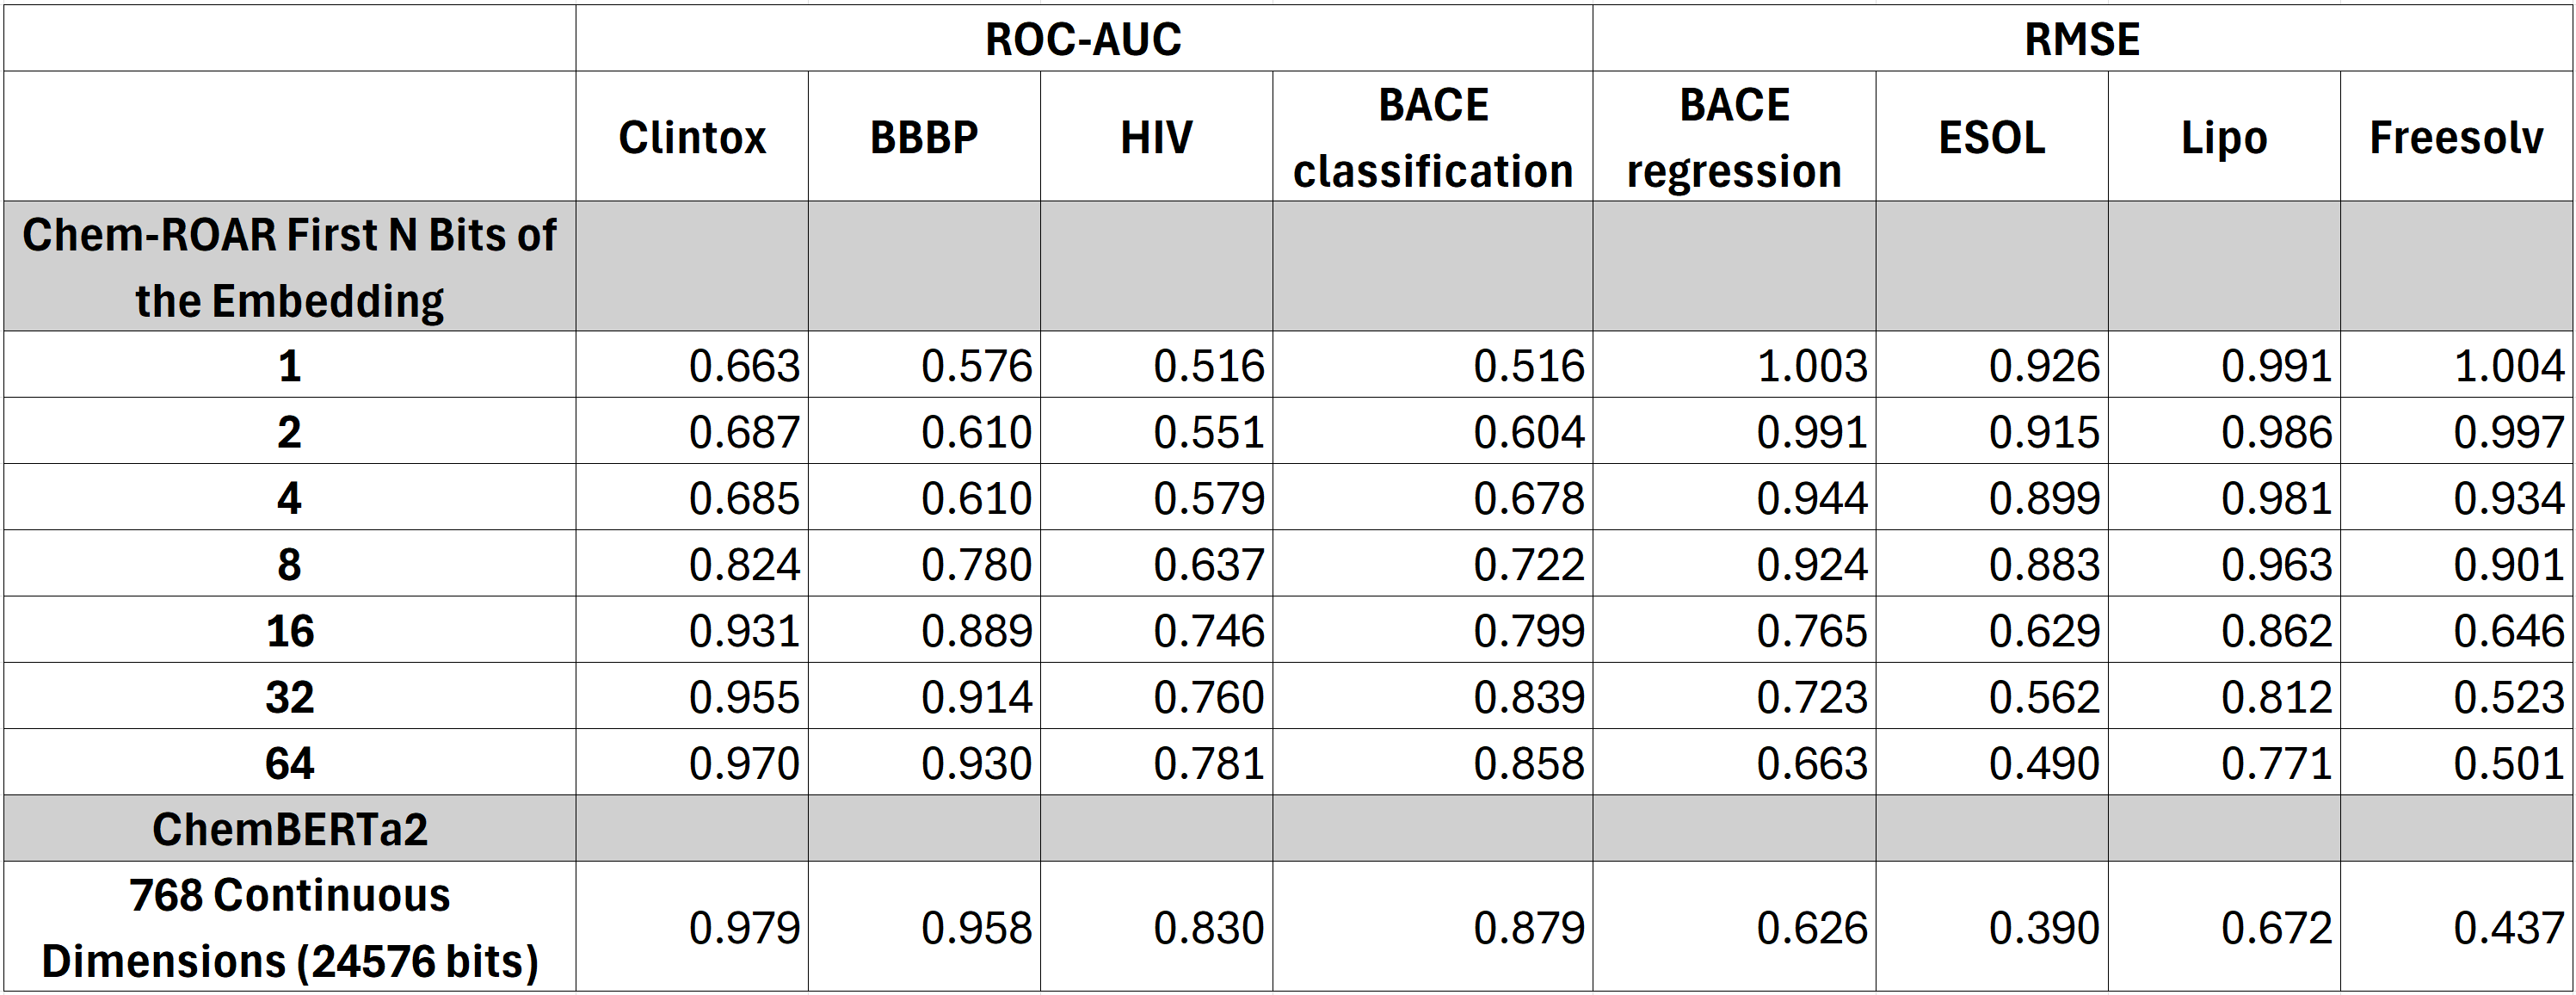 ROC-AUC RMSE
Clintox BBBP HIV BACE classification BACE regression ESOL Lipo Freesolv
Chem-ROAR First N Bits of
the Embedding
1 0.663 0.576 0.516 0.516 1.003 0.926 0.991 1.004
2 0.687 0.610 0.551 0.604 0.991 0.915 0.986 0.997
4 0.685 0.610 0.579 0.678 0.944 0.899 0.981 0.934
8 0.824 0.780 0.637 0.722 0.924 0.883 0.963 0.901
16 0.931 0.889 0.746 0.799 0.765 0.629 0.862 0.646
32 0.955 0.914 0.760 0.839 0.723 0.562 0.812 0.523
64 0.970 0.930 0.781 0.858 0.663 0.490 0.771 0.501
ChemBERTa2
768 Continuous
Dimensions (24576 bits) 0.979 0.958 0.830 0.879 0.626 0.390 0.672 0.437